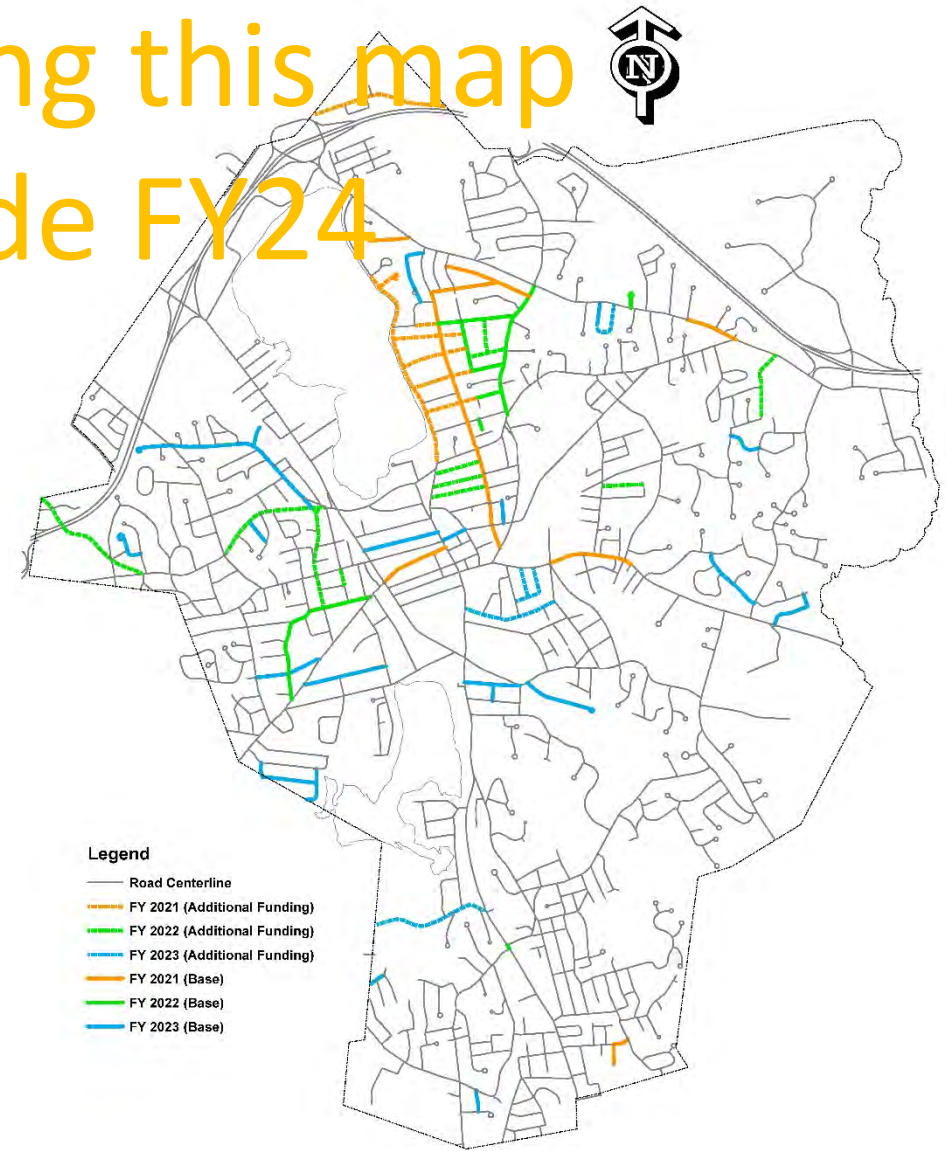 ng this map
N
de FY24
Legend
Road Centerline
FY 2021 (Additional Funding)
FY 2022 (Additional Funding)
FY 2023 (Additional Funding)
FY 2021 (Base)
FY 2022 (Base)
FY 2023 (Base)